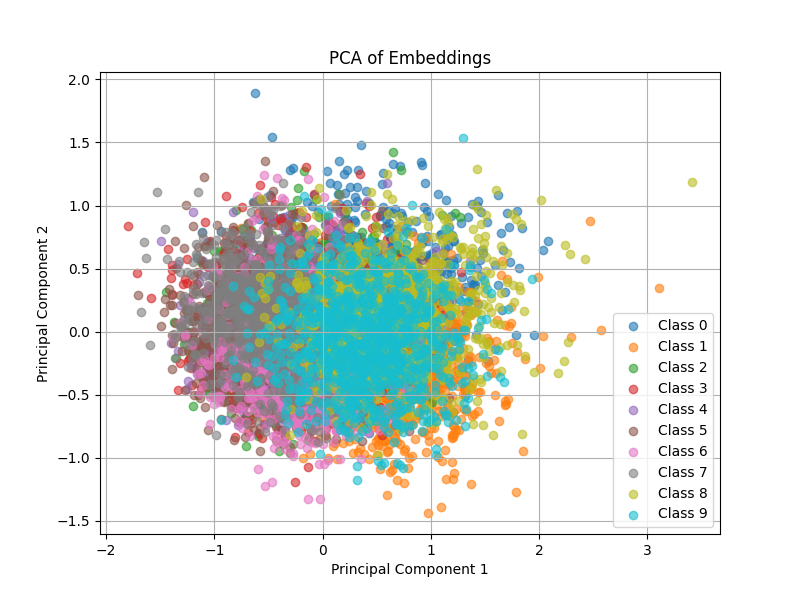 PCA of Embeddings
Principal Component 2
2.0
1.5
1.0
0.5
0.0
−0.5
−1.0
−1.5
Class 0
Class 1
Class 2
Class 3
Class 4
Class 5
Class 6
Class 7
Class 8
Class 9
−2 −1 0 1 2 3
Principal Component 1